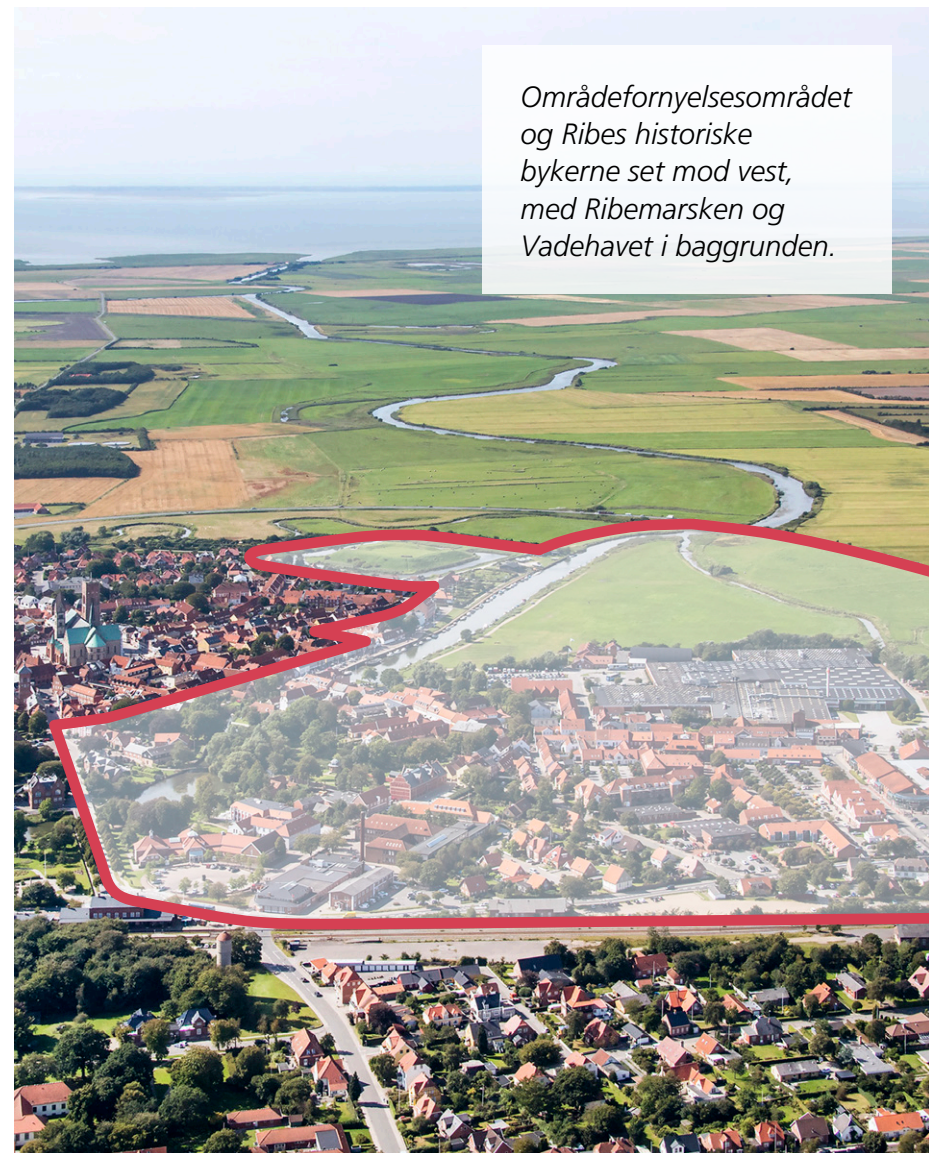 Områdefornyelsesområdet
og Ribes historiske
bykerne set mod vest,
med Ribemarsken og
Vadehavet i baggrunden.